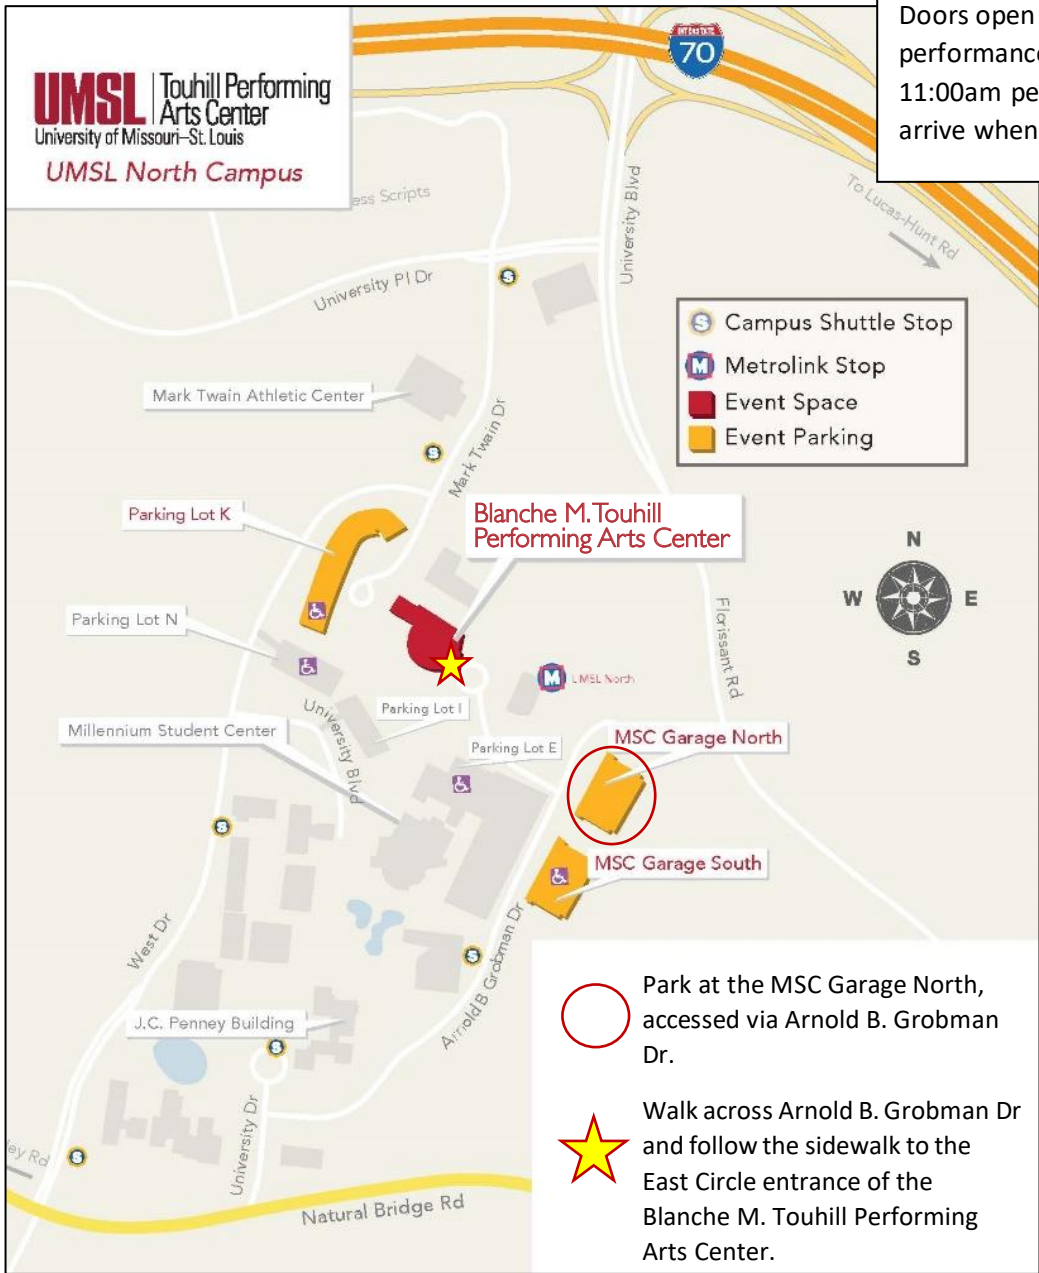 Doors open
performance
11:00am pe
arrive when
INTERSTATE
70
UMSL
Touhill Performing
Arts Center
University of Missouri–St. Louis
UMSL North Campus
ess Scripts
University Blvd
To Lucas-Hunt Rd
University Pl Dr
S Campus Shuttle Stop
M Metrolink Stop
Event Space
Event Parking
S
Mark Twain Athletic Center
S
Mark Twain Dr
Parking Lot K
Blanche M. Touhill
Performing Arts Center
N
W E
S
Parking Lot N
Florissant Rd
M UMSL North
University Blvd
Parking Lot I
Millennium Student Center
Parking Lot E
MSC Garage North
S
MSC Garage South
West Dr
S
Arnold B Grobman Dr
J.C. Penney Building
S
University Dr
ey Rd
S
Natural Bridge Rd
Park at the MSC Garage North,
accessed via Arnold B. Grobman
Dr.
Walk across Arnold B. Grobman Dr
and follow the sidewalk to the
East Circle entrance of the
Blanche M. Touhill Performing
Arts Center.